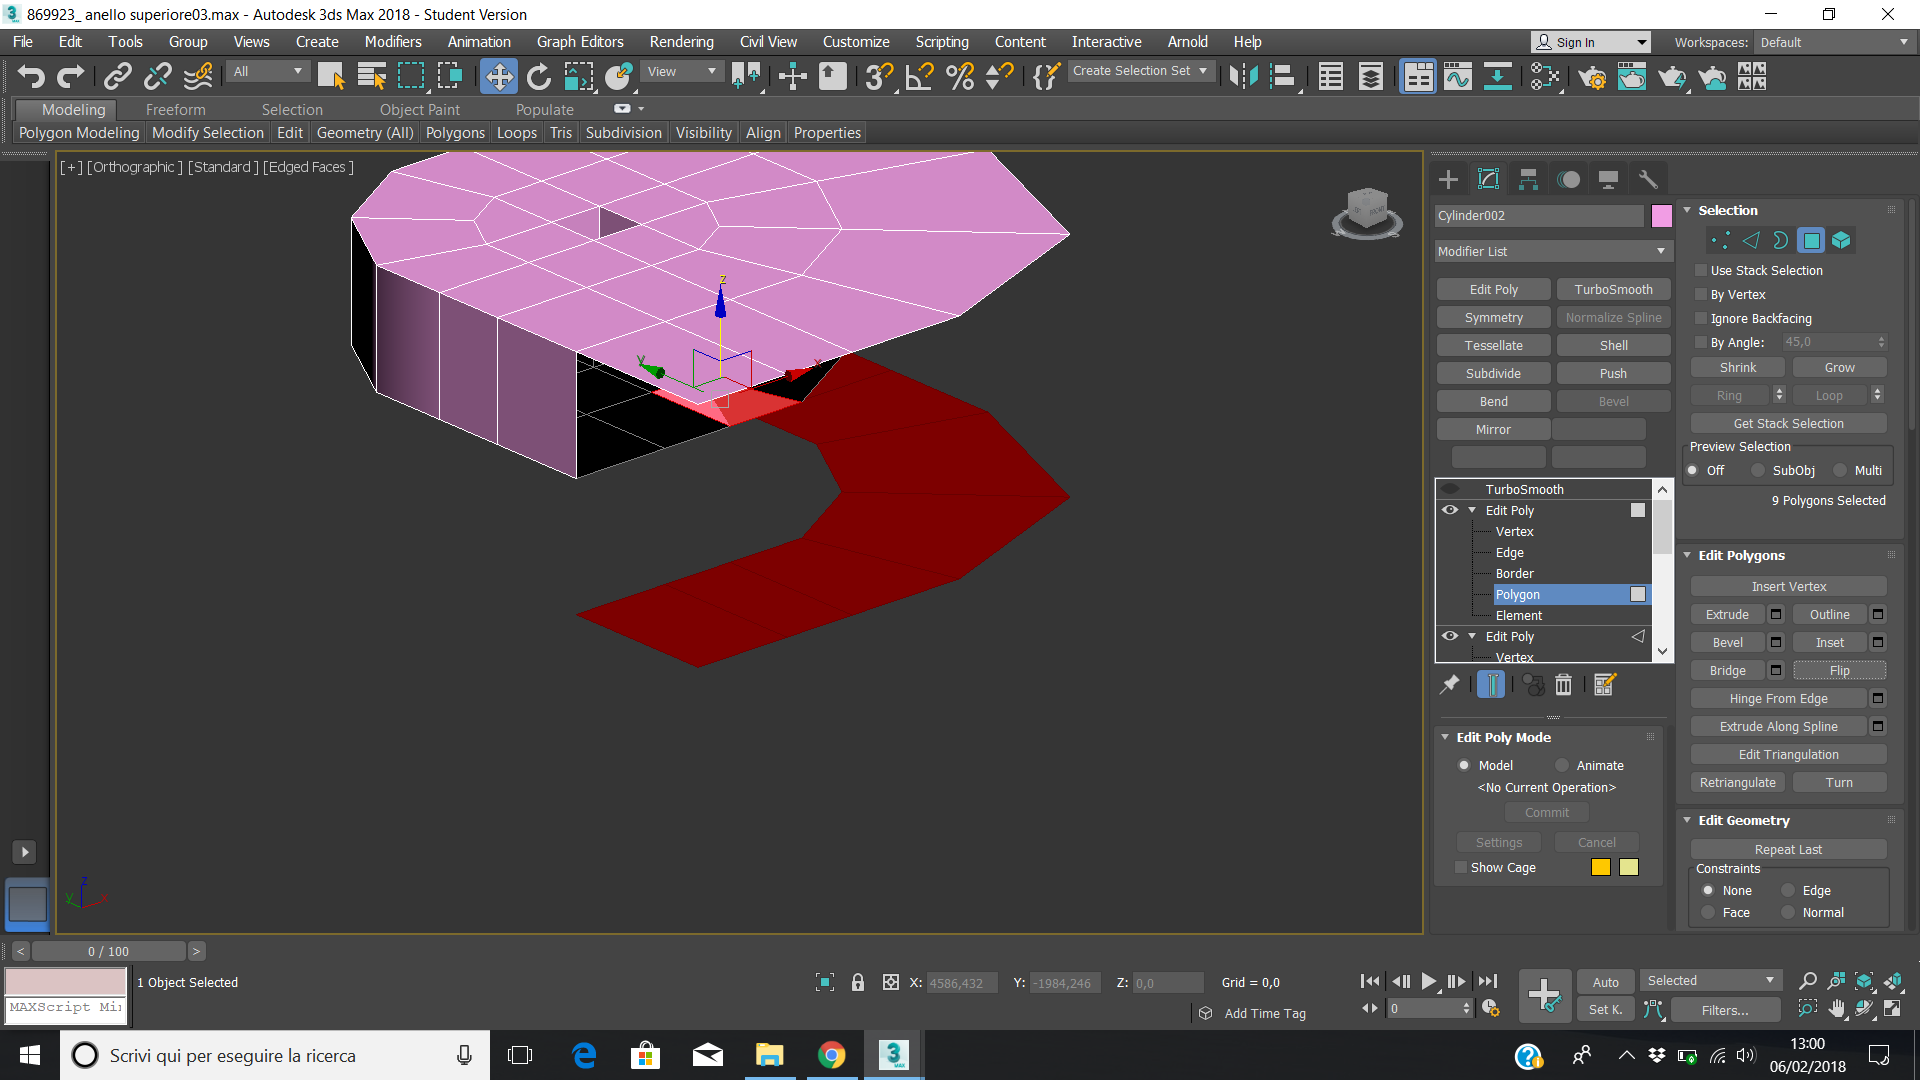 869923_ anello superiore03.max - Autodesk 3ds Max 2018 - Student Version
File Edit Tools Group Views Create Modifiers Animation Graph Editors Rendering Civil View Customize Scripting Content Interactive Arnold Help Sign In Workspaces: Default
All View Create Selection Set
Modeling Freeform Selection Object Paint Populate
Polygon Modeling Modify Selection Edit Geometry (All) Polygons Loops Tris Subdivision Visibility Align Properties
[+] [Orthographic ] [Standard ] [Edged Faces ]
z
y
x
z
y
x
Cylinder002
Modifier List
Edit Poly TurboSmooth
Symmetry Normalize Spline
Tessellate Shell
Subdivide Push
Bend Bevel
Mirror
TurboSmooth
Edit Poly
Vertex
Edge
Border
Polygon
Element
Edit Poly
Vertex
Edit Poly Mode
Model Animate
<No Current Operation>
Commit
Settings Cancel
Show Cage
Selection
Use Stack Selection
By Vertex
Ignore Backfacing
By Angle: 45,0
Shrink Grow
Ring Loop
Get Stack Selection
Preview Selection
Off SubObj Multi
9 Polygons Selected
Edit Polygons
Insert Vertex
Extrude Outline
Bevel Inset
Bridge Flip
Hinge From Edge
Extrude Along Spline
Edit Triangulation
Retriangulate Turn
Edit Geometry
Repeat Last
Constraints
None Edge
Face Normal
< 0 / 100 >
1 Object Selected X: 4586,432 Y: -1984,246 Z: 0,0 Grid = 0,0 Auto Selected
MAXScript Mi Add Time Tag 0 Set K. Filters...
Scrivi qui per eseguire la ricerca
13:00
06/02/2018